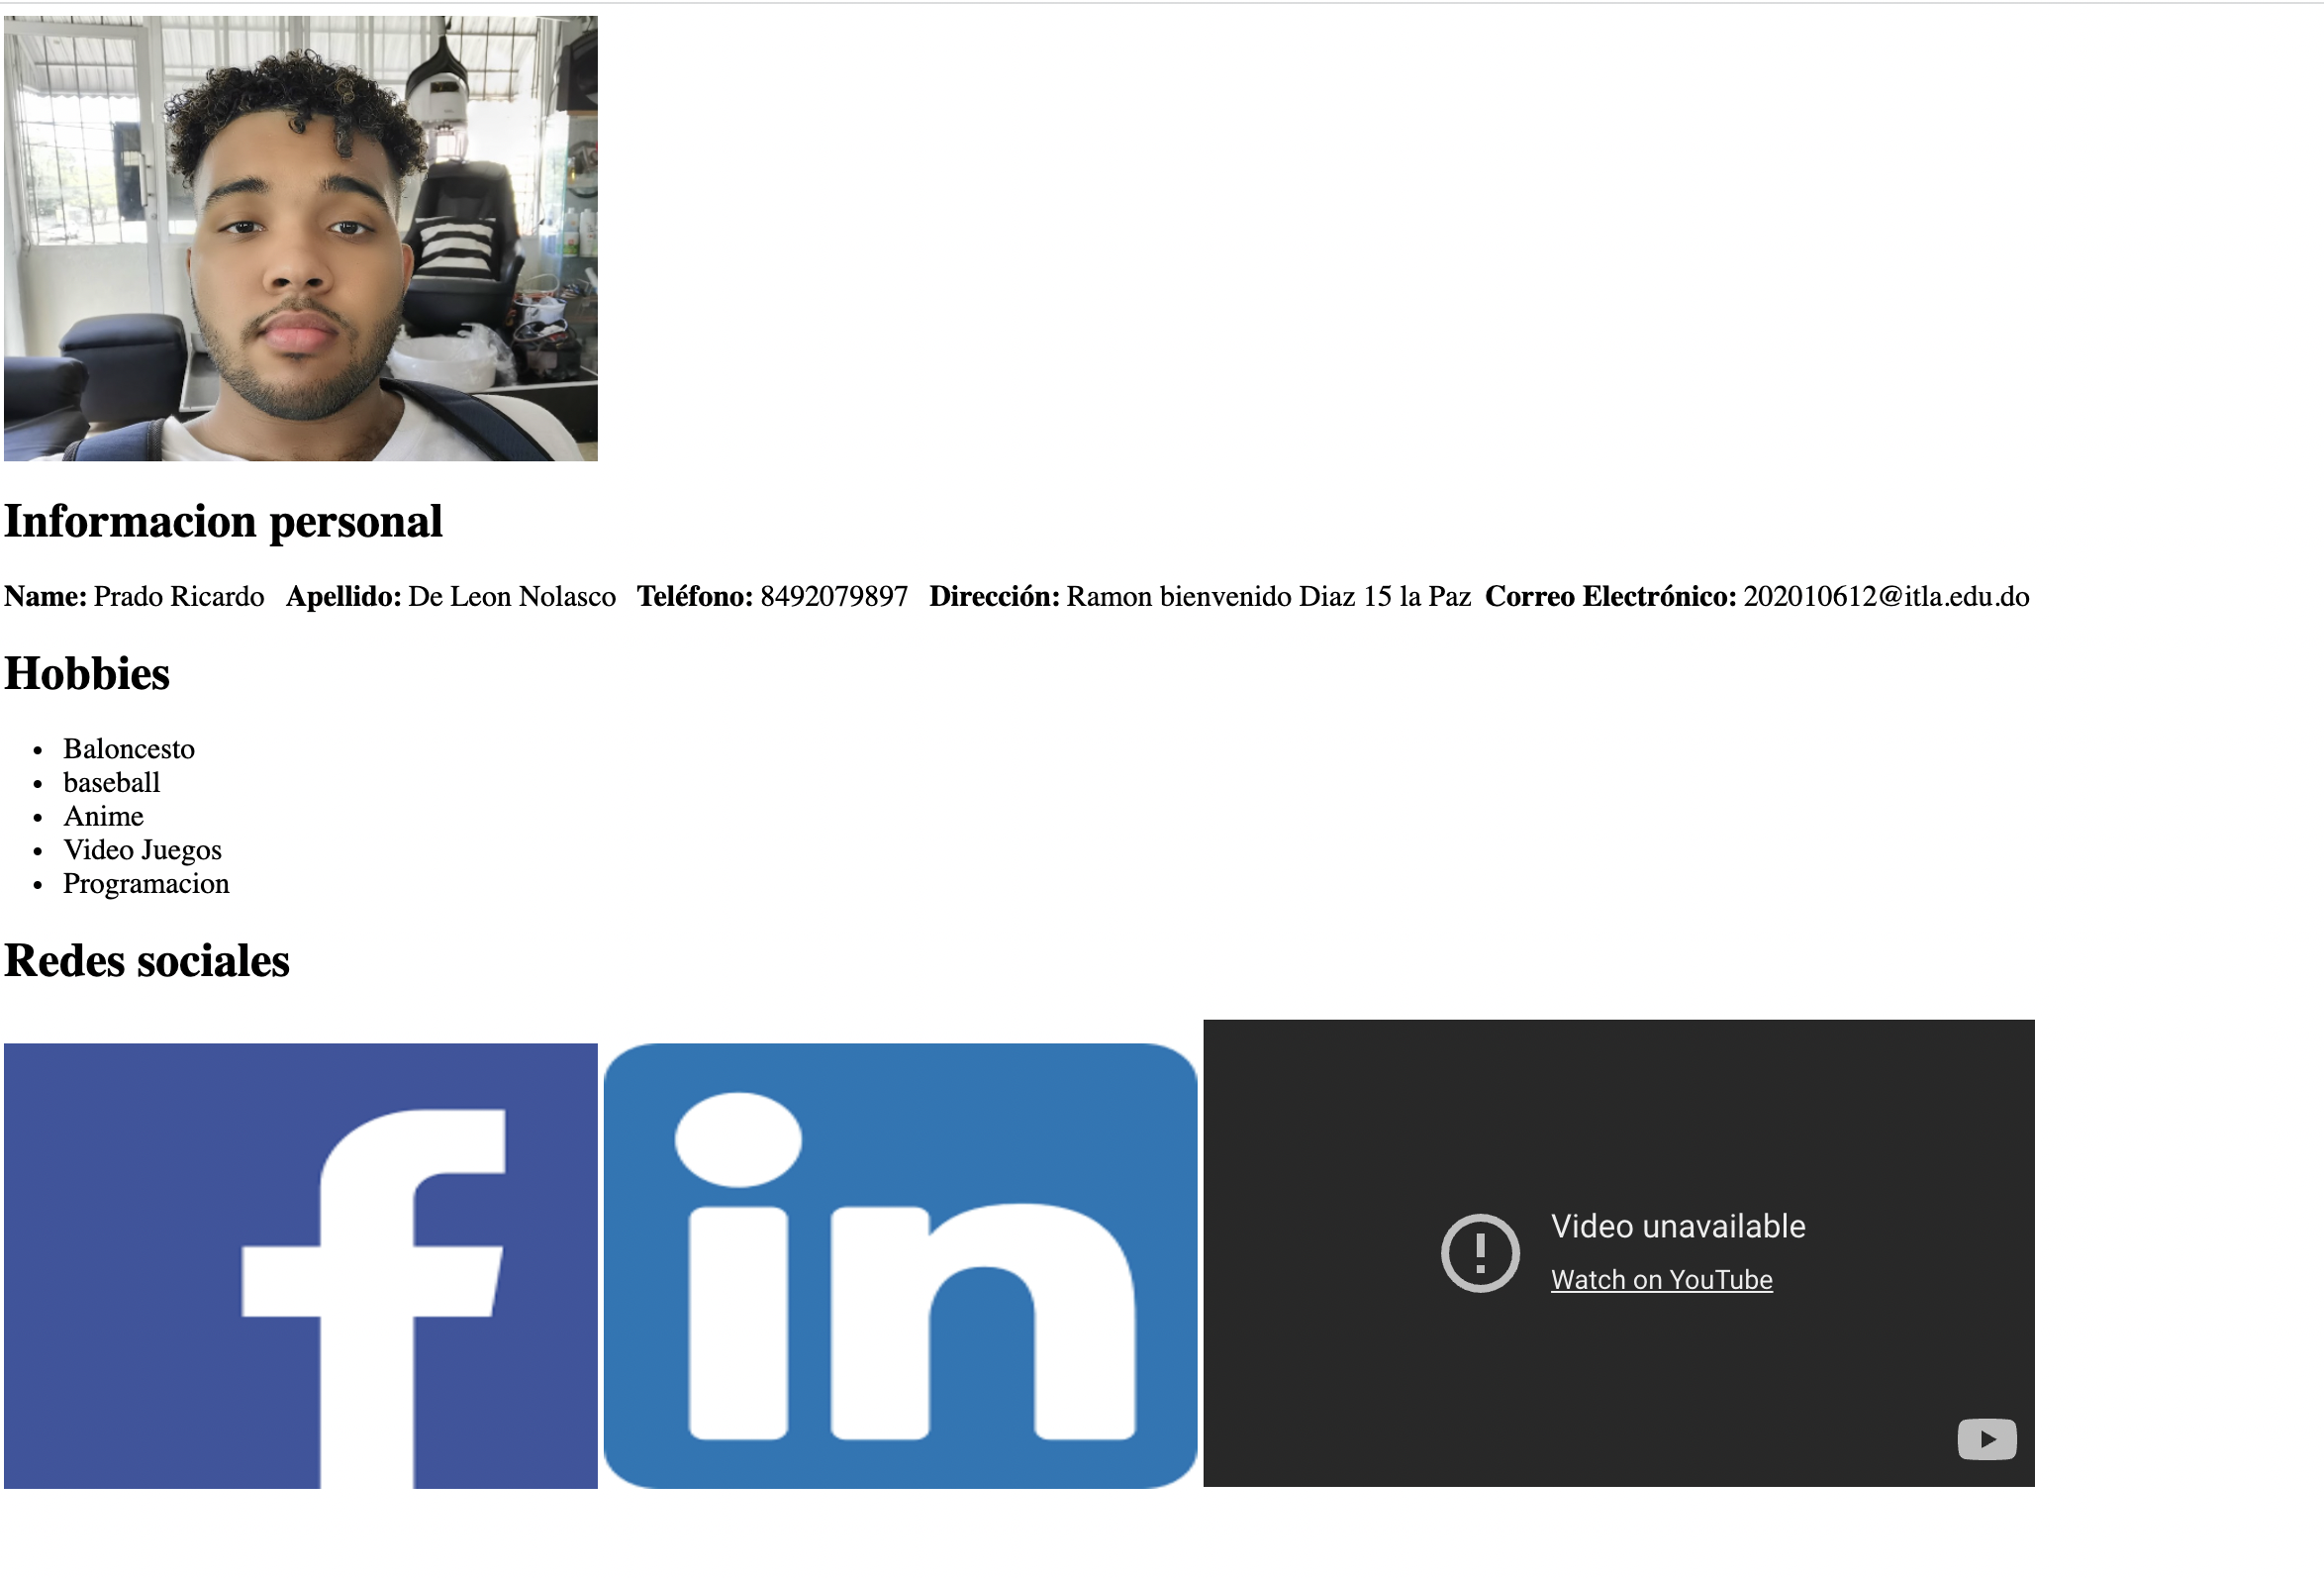 Informacion personal
Name: Prado Ricardo Apellido: De Leon Nolasco Teléfono: 8492079897 Dirección: Ramon bienvenido Diaz 15 la Paz Correo Electrónico: 202010612@itla.edu.do
Hobbies
Baloncesto
baseball
Anime
Video Juegos
Programacion
Redes sociales
f
in
Video unavailable
Watch on YouTube